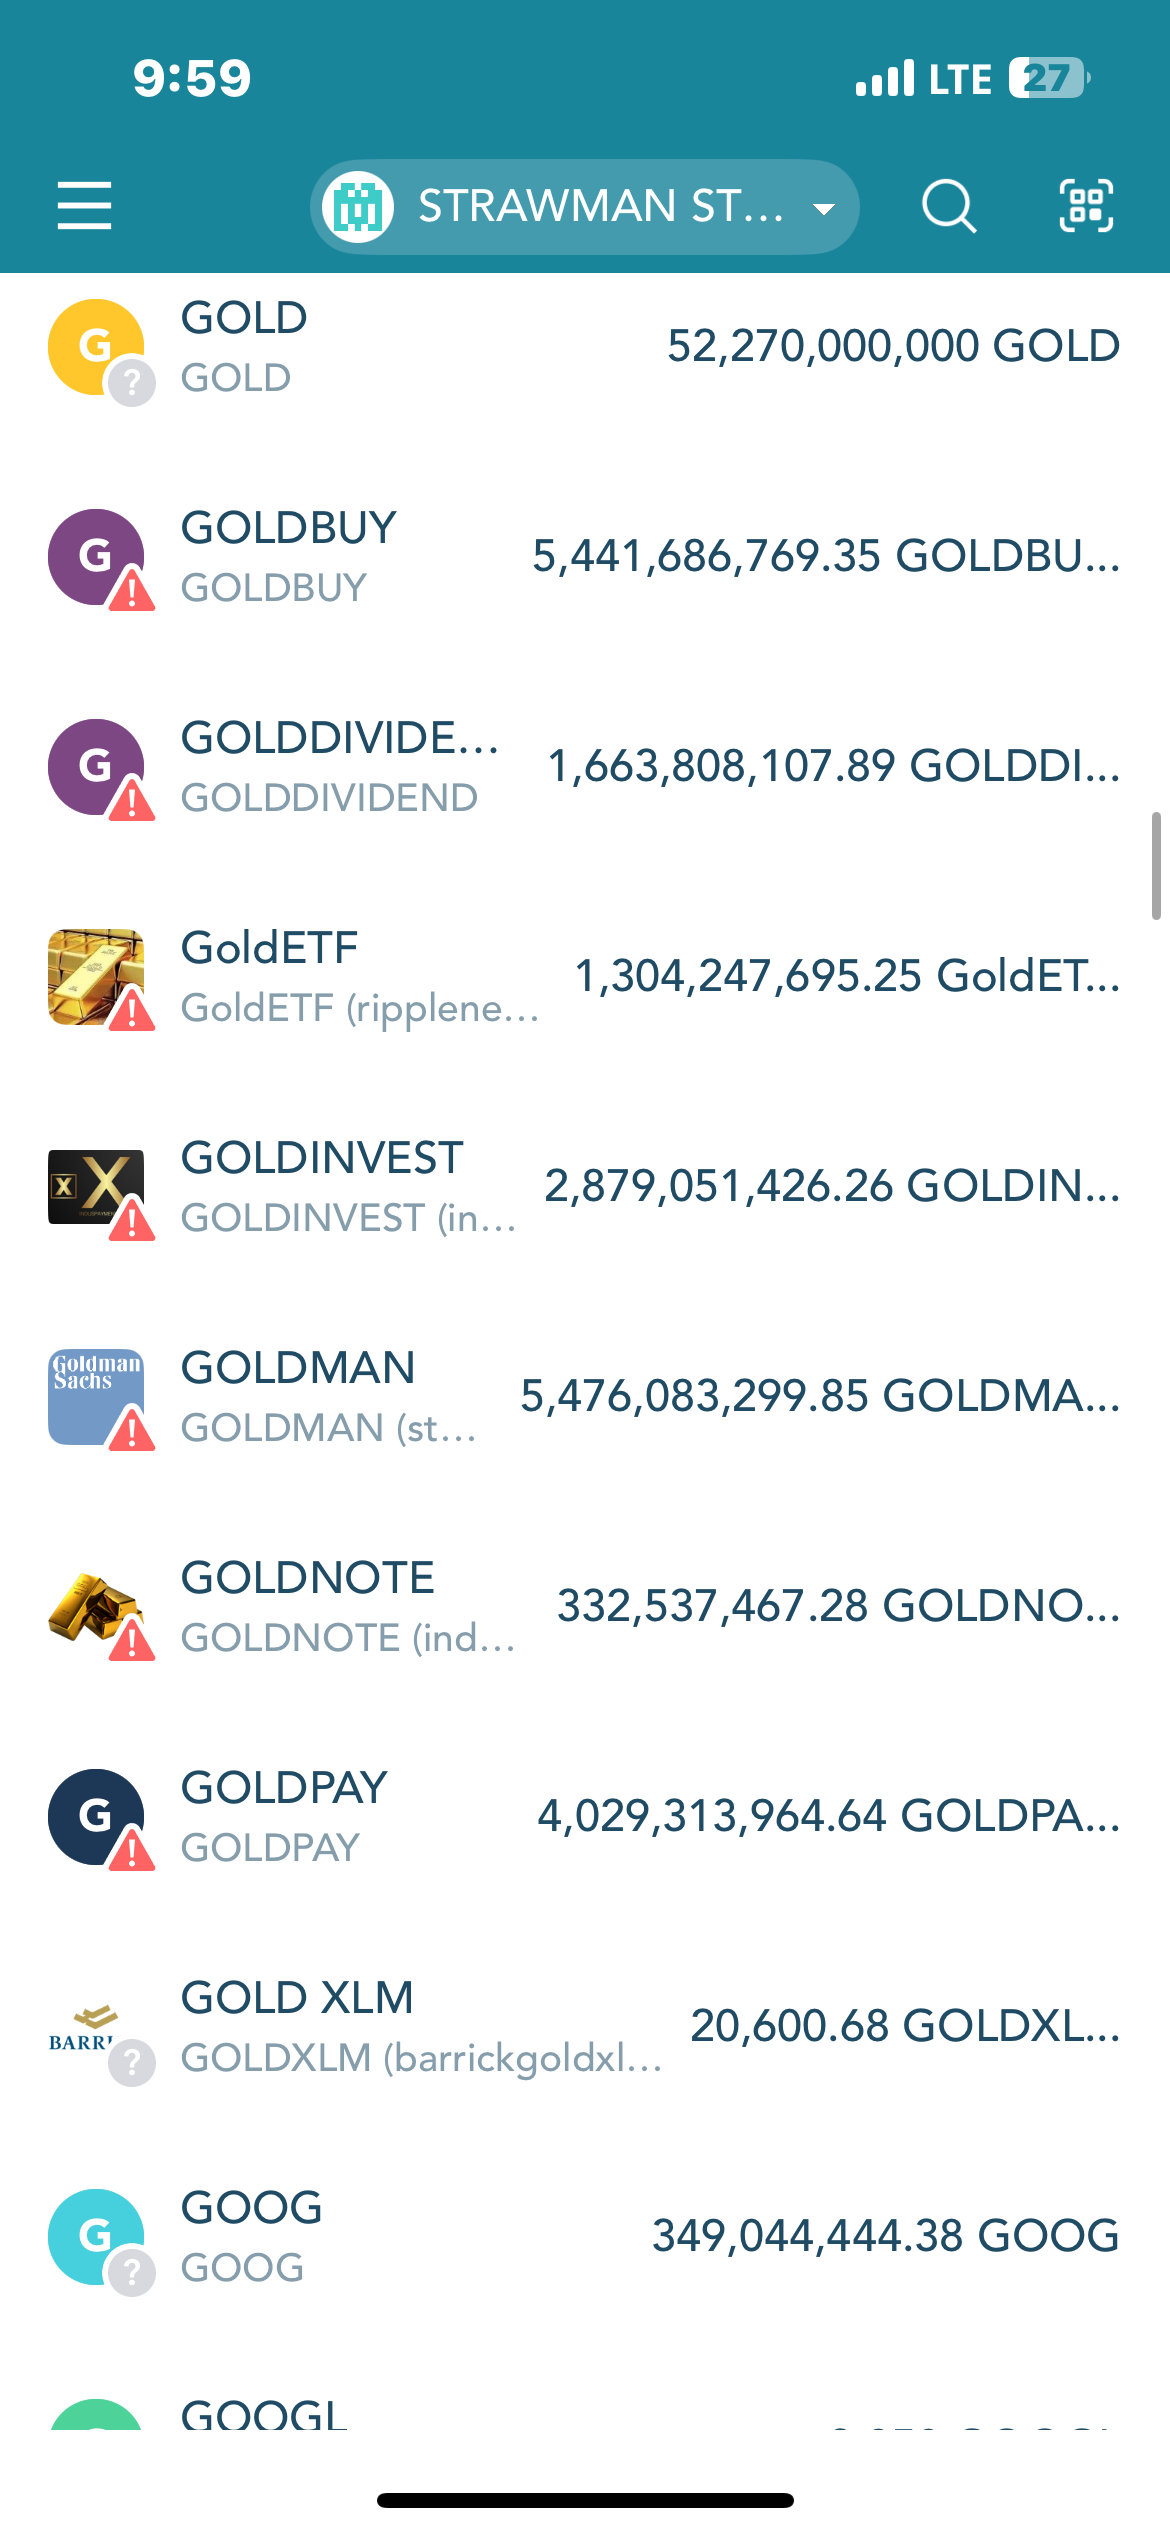 9:59
LTE 27
STRAWMAN ST...
G
?
GOLD
GOLD
52,270,000,000 GOLD
G
!
GOLDBUY
GOLDBUY
5,441,686,769.35 GOLDBU...
G
!
GOLDDIVIDE...
GOLDDIVIDEND
1,663,808,107.89 GOLDDI...
!
GoldETF
GoldETF (ripplene...
1,304,247,695.25 GoldET...
X X
!
GOLDINVEST
GOLDINVEST (in...
2,879,051,426.26 GOLDIN...
Goldman
Sachs
!
GOLDMAN
GOLDMAN (st...
5,476,083,299.85 GOLDMA...
!
GOLDNOTE
GOLDNOTE (ind...
332,537,467.28 GOLDNO...
G
!
GOLDPAY
GOLDPAY
4,029,313,964.64 GOLDPA...
BARRI
?
GOLD XLM
GOLDXLM (barrickgoldxl...
20,600.68 GOLDXL...
G
?
GOOG
GOOG
349,044,444.38 GOOG
GOOGL